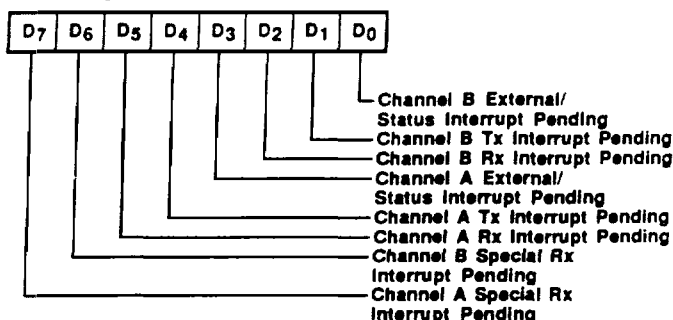 D7 D6 D5 D4 D3 D2 D1 D0
Channel B External/
Status Interrupt Pending
Channel B Tx Interrupt Pending
Channel B Rx Interrupt Pending
Channel A External/
Status Interrupt Pending
Channel A Tx Interrupt Pending
Channel A Rx Interrupt Pending
Channel B Special Rx
Interrupt Pending
Channel A Special Rx
Interrupt Pending